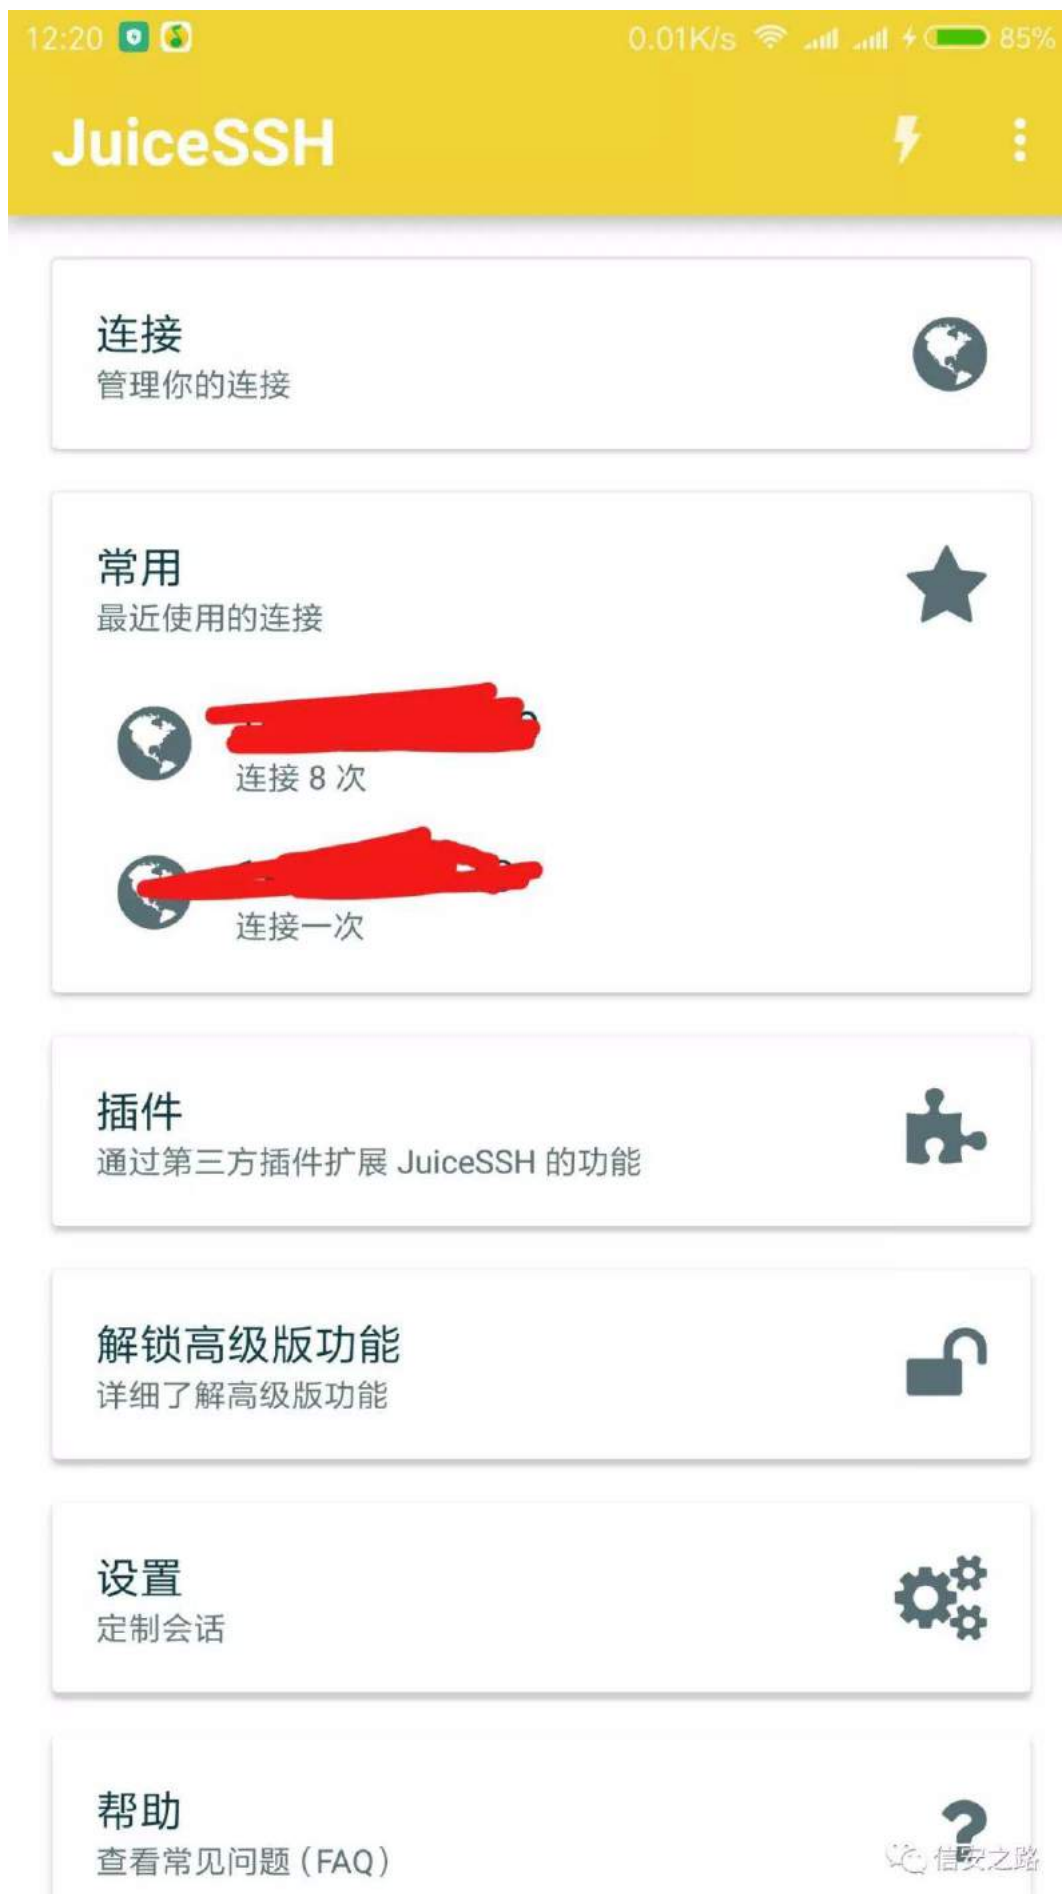 12:20 0.01K/s 85%
JuiceSSH
连接
管理你的连接
常用
最近使用的连接
连接 8 次
连接一次
插件
通过第三方插件扩展 JuiceSSH 的功能
解锁高级版功能
详细了解高级版功能
设置
定制会话
帮助
查看常见问题 (FAQ)
信安之路